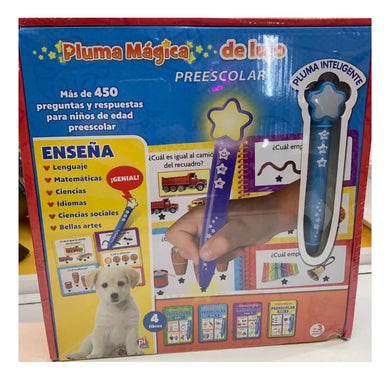 Pluma Mágica de lujo
PREESCOLAR
PLUMA INTELIGENTE
Más de 450
preguntas y respuestas
para niños de edad
preescolar
ENSEÑA
Lenguaje
Matemáticas
Ciencias
Idiomas
Ciencias sociales
Bellas artes
¡GENIAL!
¿Cuál es igual al camió
del recuadro?
¿Cuál emp
¿Cuál emp
4
libros
pi